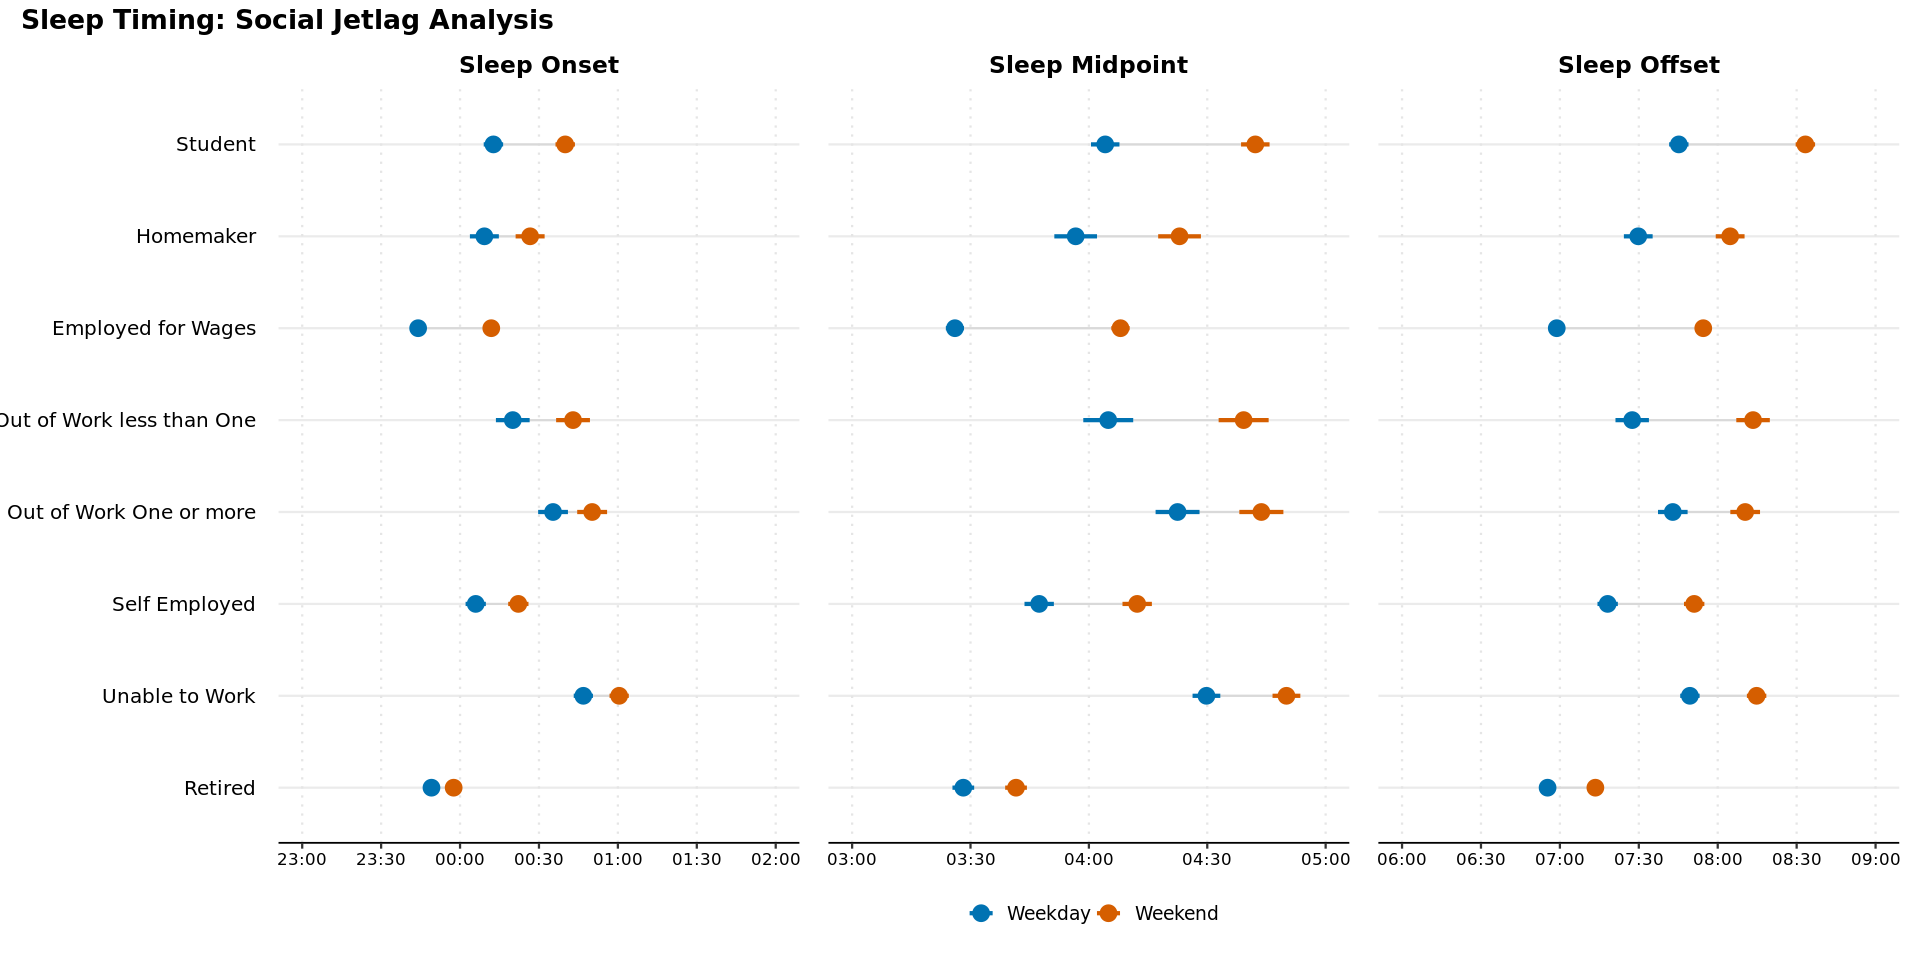 Sleep Timing: Social Jetlag Analysis
Sleep Onset Sleep Midpoint Sleep Offset
Student
Homemaker
Employed for Wages
Out of Work less than One
Out of Work One or more
Self Employed
Unable to Work
Retired
23:00 23:30 00:00 00:30 01:00 01:30 02:00 03:00 03:30 04:00 04:30 05:00 06:00 06:30 07:00 07:30 08:00 08:30 09:00
Weekday Weekend